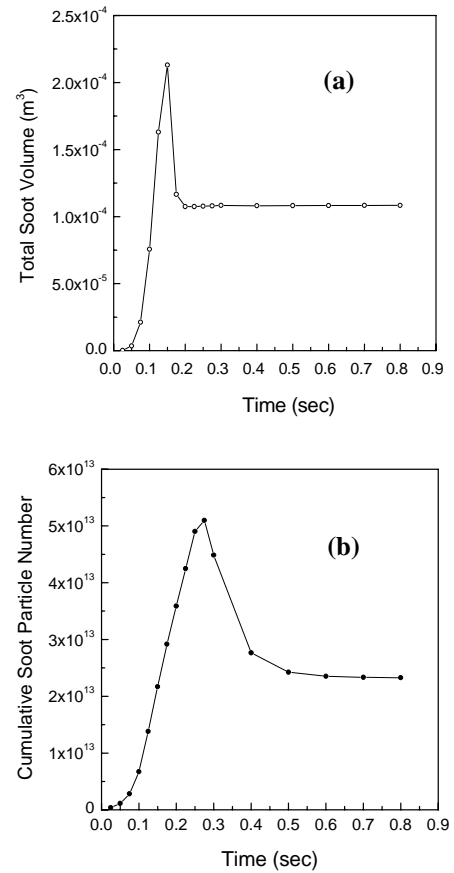 2.5x10⁻⁴
(a)
2.0x10⁻⁴
1.5x10⁻⁴
1.0x10⁻⁴
5.0x10⁻⁵
0.0
Total Soot Volume (m³)
0.0 0.1 0.2 0.3 0.4 0.5 0.6 0.7 0.8 0.9
Time (sec)
6x10¹³
5x10¹³
(b)
4x10¹³
3x10¹³
2x10¹³
1x10¹³
0
Cumulative Soot Particle Number
0.0 0.1 0.2 0.3 0.4 0.5 0.6 0.7 0.8 0.9
Time (sec)